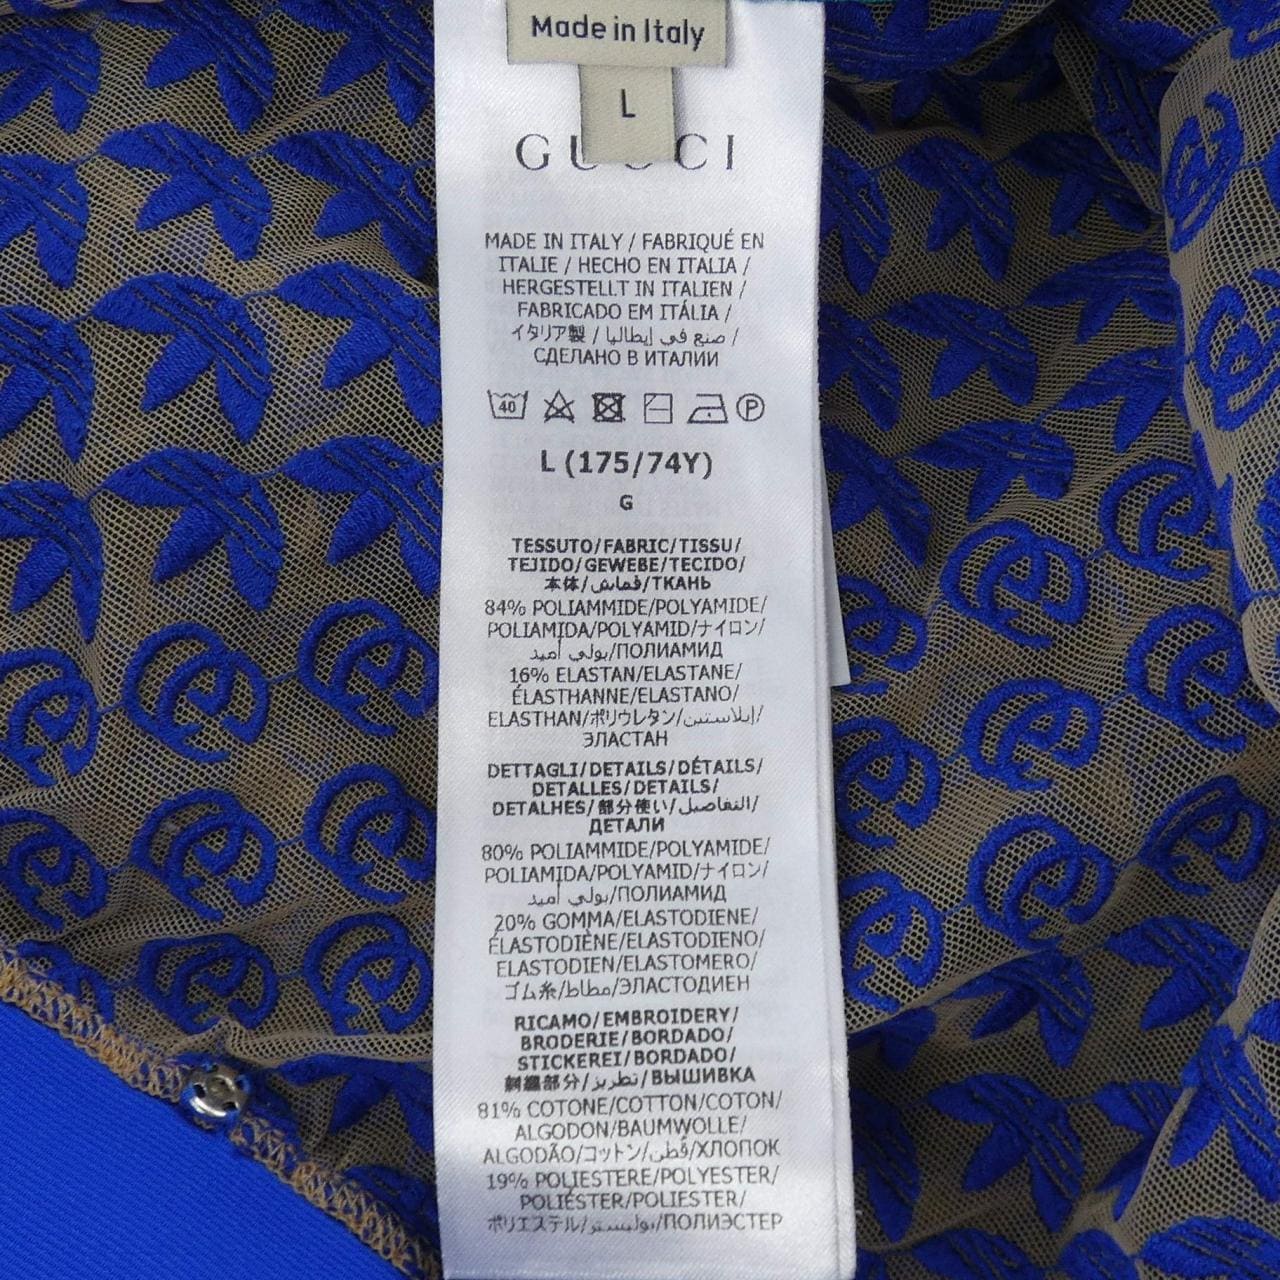 Made in Italy
L
GUCCI
MADE IN ITALY / FABRIQUÉ EN
ITALIE / HECHO EN ITALIA /
HERGESTELLT IN ITALIEN /
FABRICADO EM ITÁLIA /
イタリア製 / صنع في إيطاليا /
СДЕЛАНО В ИТАЛИИ
40 P
L (175/74Y)
G
TESSUTO/FABRIC/TISSU/
TEJIDO/GEWEBE/TECIDO/
本体/قماش/ТКАНЬ
84% POLIAMMIDE/POLYAMIDE/
POLIAMIDA/POLYAMID/ナイロン/
بولي أميد/ПОЛИАМИД
16% ELASTAN/ELASTANE/
ÉLASTHANNE/ELASTANO/
ELASTHAN/ポリウレタン/إيلاستين/
ЭЛАСТАН
DETTAGLI/DETAILS/DÉTAILS/
DETALLES/DETAILS/
DETALHES/部分使い/التفاصيل/
ДЕТАЛИ
80% POLIAMMIDE/POLYAMIDE/
POLIAMIDA/POLYAMID/ナイロン/
بولي أميد/ПОЛИАМИД
20% GOMMA/ELASTODIENE/
ÉLASTODIÈNE/ELASTODIENO/
ELASTODIEN/ELASTOMERO/
ゴム糸/مطاط/ЭЛАСТОДИЕН
RICAMO/EMBROIDERY/
BRODERIE/BORDADO/
STICKEREI/BORDADO/
刺繍部分/تطريز/ВЫШИВКА
81% COTONE/COTTON/COTON/
ALGODON/BAUMWOLLE/
ALGODÃO/コットン/قطن/ХЛОПОК
19% POLIESTERE/POLYESTER/
POLIÉSTER/POLIESTER/
ポリエステル/بوليستر/ПОЛИЭСТЕР